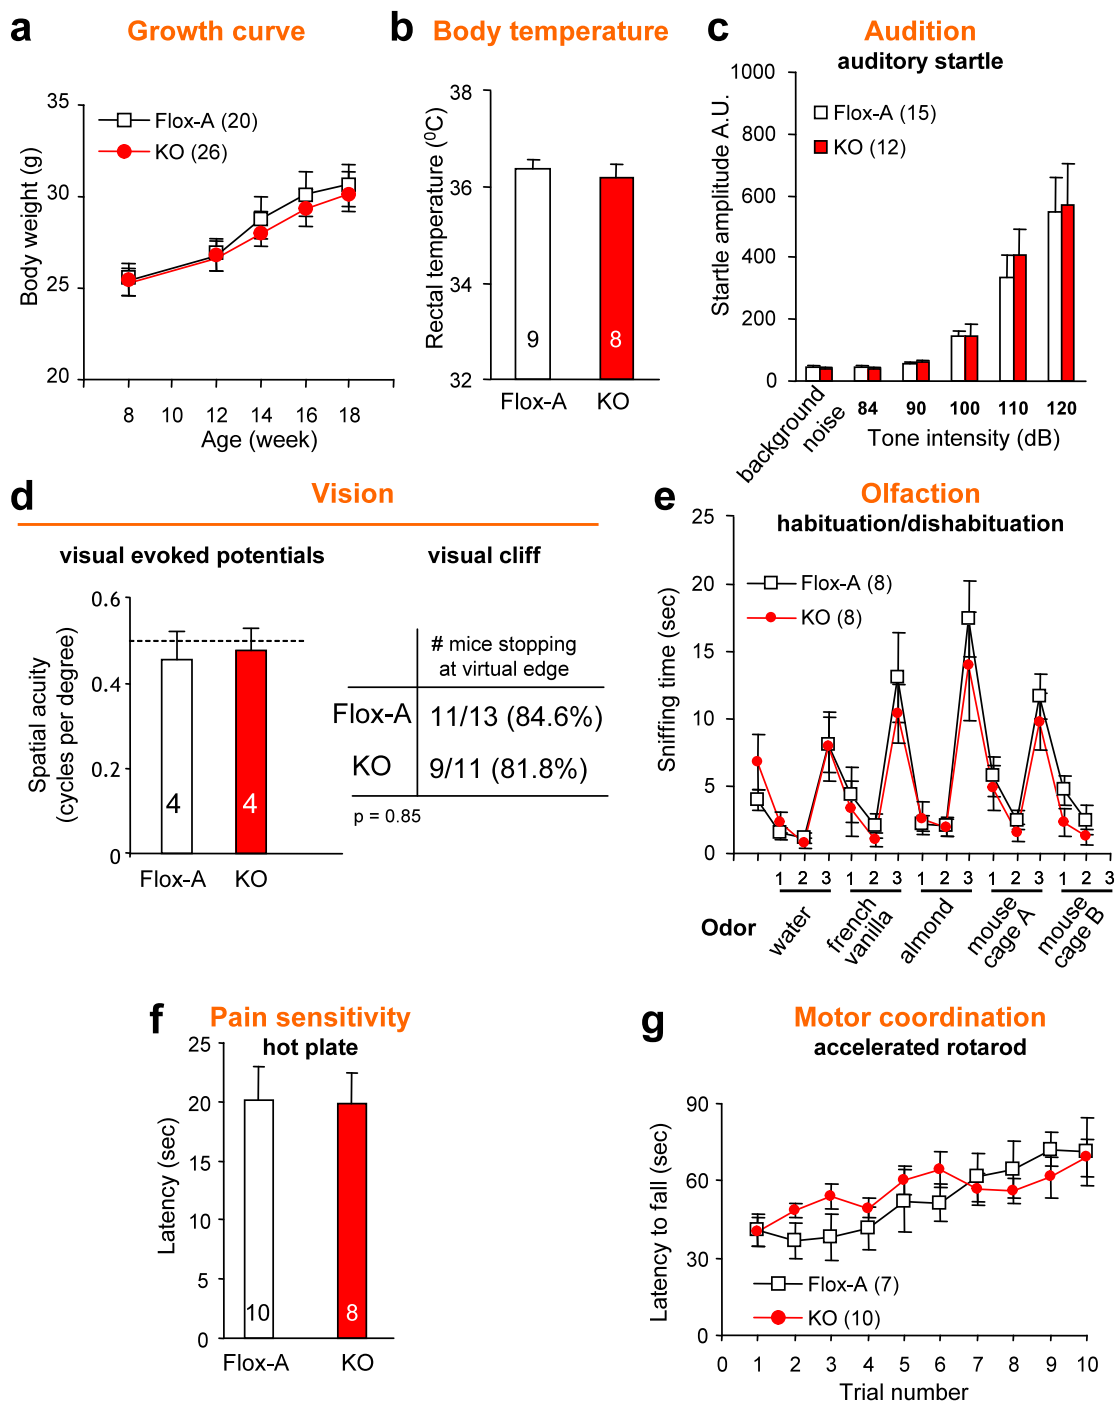 a
Growth curve
35
30
25
20
Body weight (g)
Flox-A (20)
KO (26)
8 10 12 14 16 18
Age (week)
b
Body temperature
38
36
34
32
Rectal temperature (⁰C)
9
8
Flox-A KO
c
Audition
auditory startle
1000
800
600
400
200
0
Startle amplitude A.U.
Flox-A (15)
KO (12)
background
noise
84 90 100 110 120
Tone intensity (dB)
d
Vision
visual evoked potentials
0.6
0.4
0.2
0
Spatial acuity
(cycles per degree)
4
4
Flox-A KO
visual cliff
# mice stopping
at virtual edge
Flox-A 11/13 (84.6%)
KO 9/11 (81.8%)
p = 0.85
e
Olfaction
habituation/dishabituation
25
20
15
10
5
0
Sniffing time (sec)
Flox-A (8)
KO (8)
1 2 3 1 2 3 1 2 3 1 2 3 1 2 3
Odor
water
french
vanilla
almond
mouse
cage A
mouse
cage B
f
Pain sensitivity
hot plate
25
20
15
10
5
0
Latency (sec)
10
8
Flox-A KO
g
Motor coordination
accelerated rotarod
90
60
30
0
Latency to fall (sec)
Flox-A (7)
KO (10)
0 1 2 3 4 5 6 7 8 9 10
Trial number